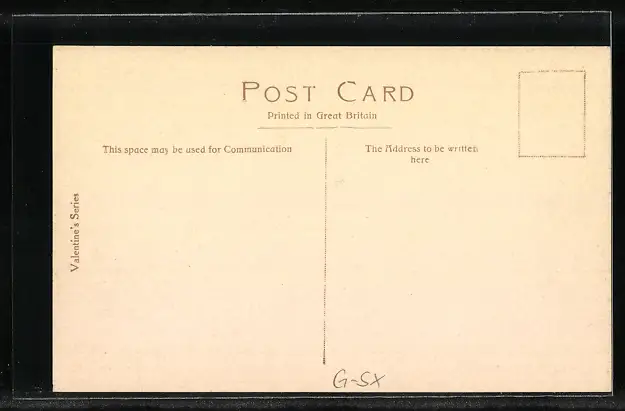 POST CARD
Printed in Great Britain
This space may be used for Communication
The Address to be written
here
Valentine's Series
G-SX